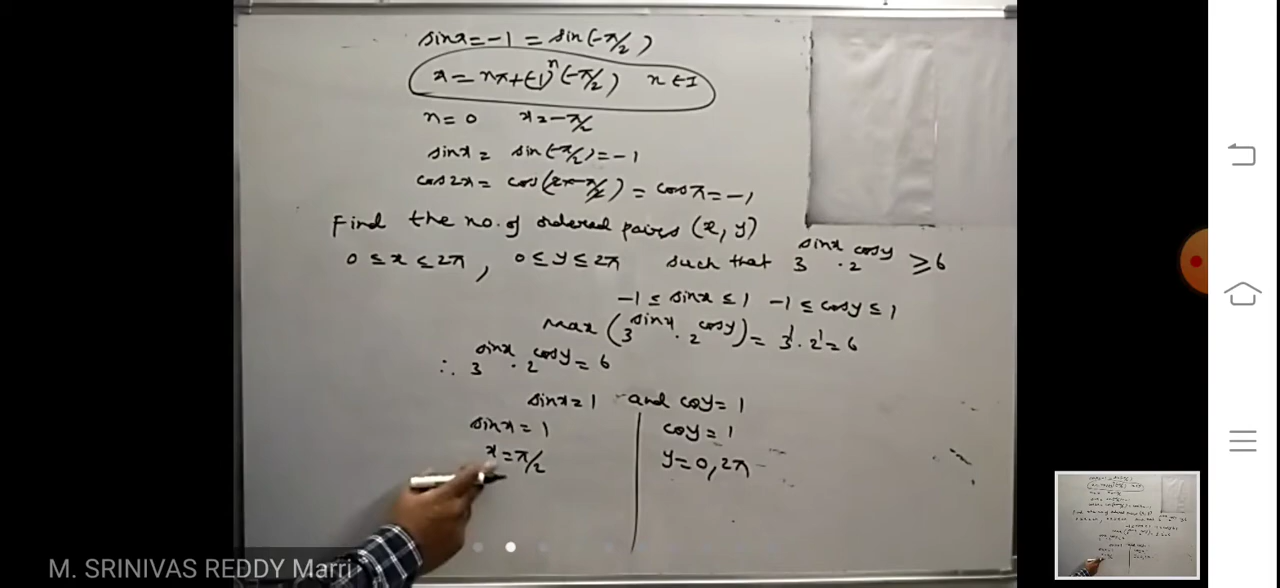 sinx=-1 = sin(-π/2)
x = nπ+(-1)^n (-π/2) n∈I
n=0 x=-π/2
sinx= sin(-π/2)=-1
cos2x= cos(2x-π/2) = cosπ=-1
Find the no. of ordered pairs (x, y)
0≤x≤2π, 0≤y≤2π such that 3^sinx . 2^cosy ≥6
-1≤sinx≤1 -1≤cosy≤1
Max (3^sinx . 2^cosy) = 3^1. 2^1=6
∴ 3^sinx . 2^cosy = 6
sinx=1 and coy=1
sinx=1 coy=1
x=π/2 y=0,2π
M. SRINIVAS REDDY Marri